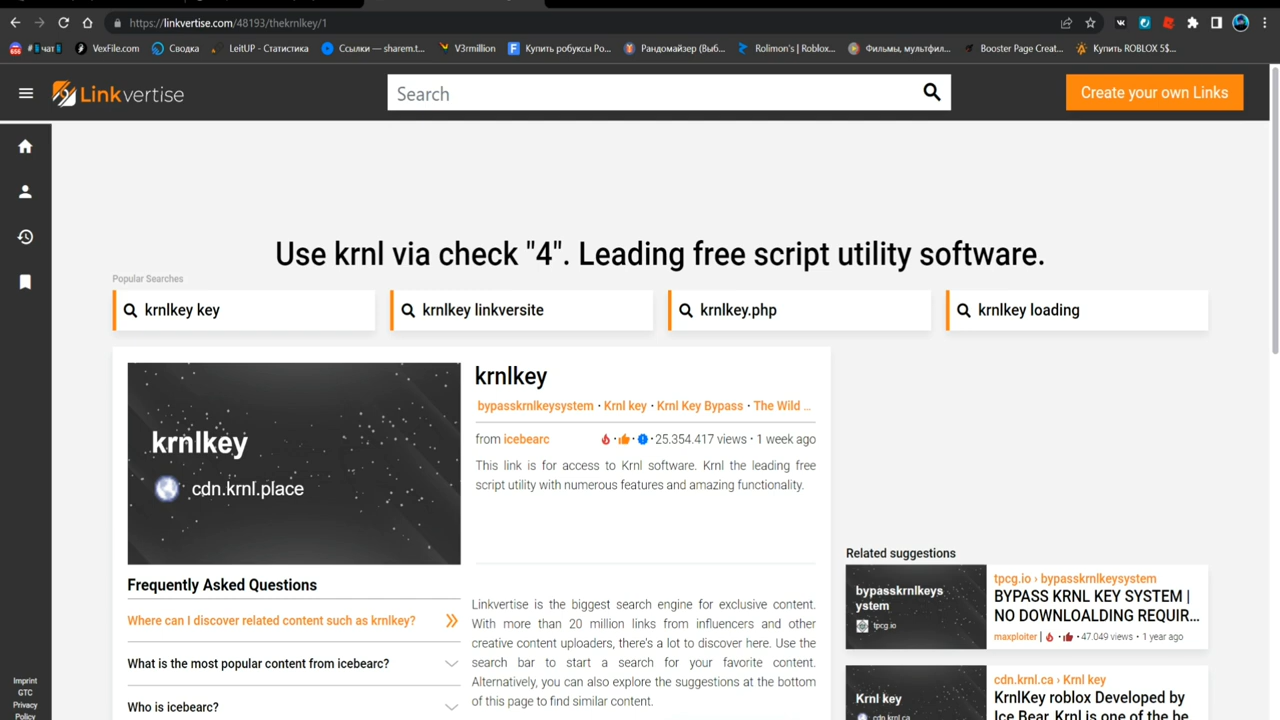 https://linkvertise.com/48193/thekrnlkey/1
VexFile.com
Сводка
LeitUP - Статистика
Ссылки — sharem.t...
V3rmillion
Купить робуксы Ро...
Рандомайзер (Выб...
Rolimon's | Roblox...
Фильмы, мультфил...
Booster Page Creat...
Купить ROBLOX 5$...
Linkvertise
Search
Create your own Links
Use krnl via check "4". Leading free script utility software.
Popular Searches
krnlkey key
krnlkey linkversite
krnlkey.php
krnlkey loading
krnlkey
cdn.krnl.place
krnlkey
bypasskrnlkeysystem · Krnl key · Krnl Key Bypass · The Wild ...
from icebearc
· · · 25.354.417 views · 1 week ago
This link is for access to Krnl software. Krnl the leading free
script utility with numerous features and amazing functionality.
Frequently Asked Questions
Where can I discover related content such as krnlkey?
What is the most popular content from icebearc?
Who is icebearc?
Linkvertise is the biggest search engine for exclusive content.
With more than 20 million links from influencers and other
creative content uploaders, there's a lot to discover here. Use the
search bar to start a search for your favorite content.
Alternatively, you can also explore the suggestions at the bottom
of this page to find similar content.
Related suggestions
bypasskrnlkeys
ystem
tpcg.io
tpcg.io › bypasskrnlkeysystem
BYPASS KRNL KEY SYSTEM |
NO DOWNLOALDING REQUIR...
maxploiter | · · 47.049 views · 1 year ago
Krnl key
cdn.krnl.ca
cdn.krnl.ca › Krnl key
KrnlKey roblox Developed by
Ice Bear. Krnl is one of the be
Imprint
GTC
Privacy
Policy